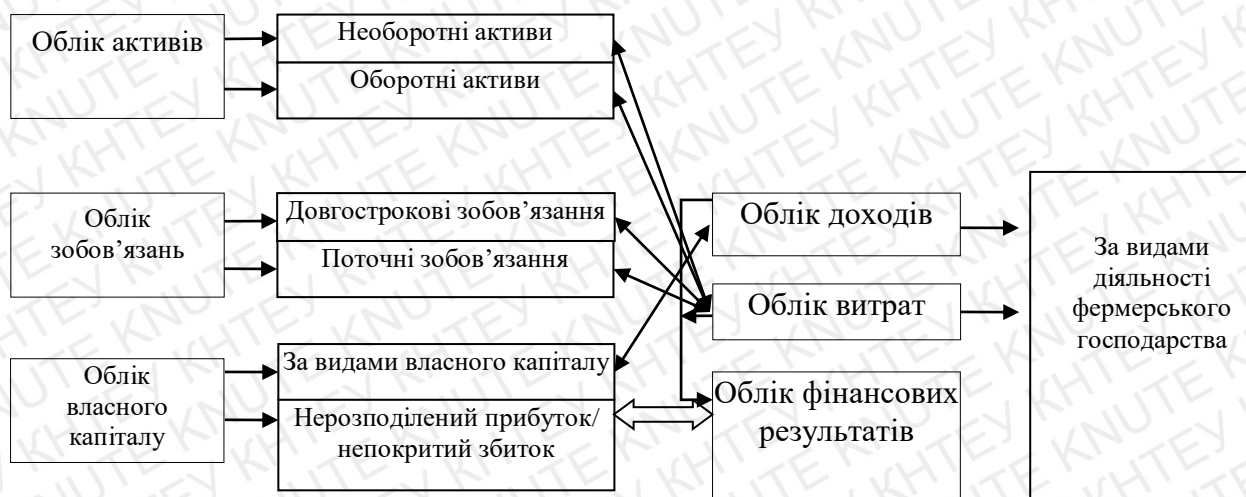 Облік активів
Необоротні активи
Оборотні активи
Облік
зобов’язань
Довгострокові зобов’язання
Поточні зобов’язання
Облік
власного
капіталу
За видами власного капіталу
Нерозподілений прибуток/
непокритий збиток
Облік доходів
Облік витрат
Облік фінансових
результатів
За видами
діяльності
фермерського
господарства